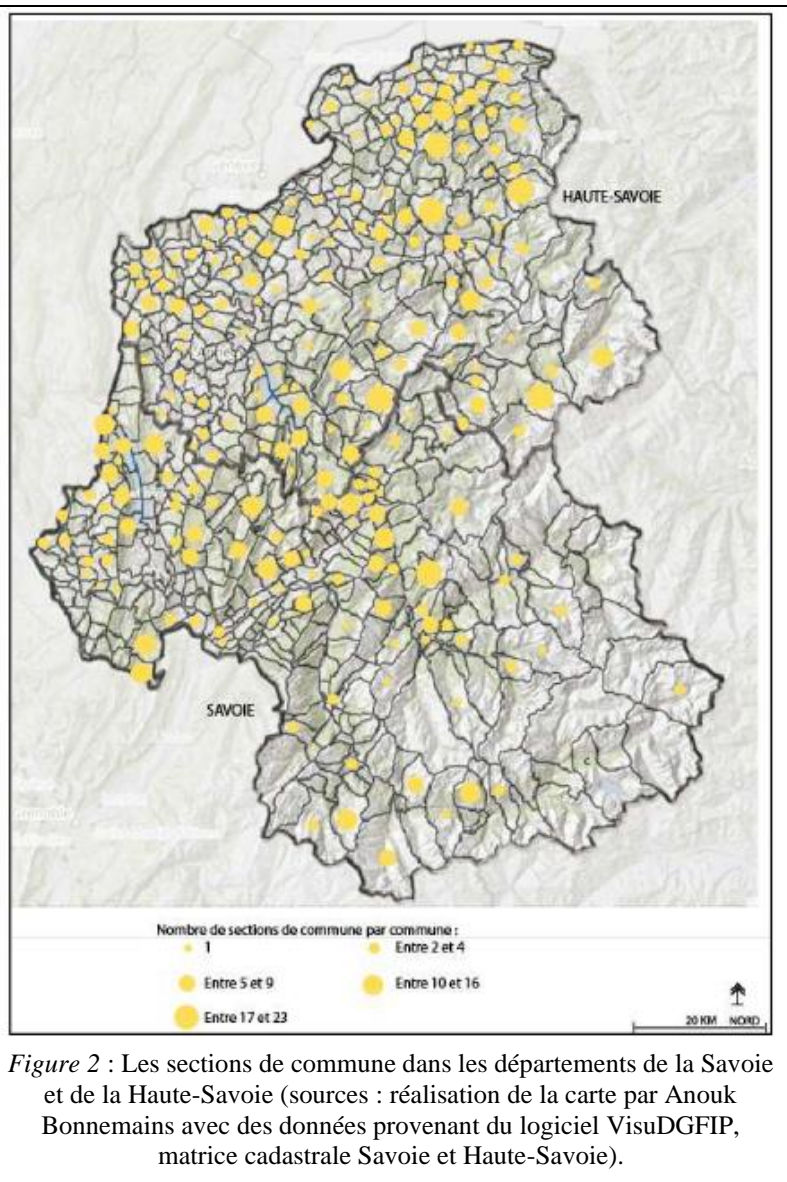 HAUTE-SAVOIE
SAVOIE
Nombre de sections de commune par commune :
1
Entre 2 et 4
Entre 5 et 9
Entre 10 et 16
Entre 17 et 23
20 KM NORD
Figure 2 : Les sections de commune dans les départements de la Savoie
et de la Haute-Savoie (sources : réalisation de la carte par Anouk
Bonnemains avec des données provenant du logiciel VisuDGFIP,
matrice cadastrale Savoie et Haute-Savoie).